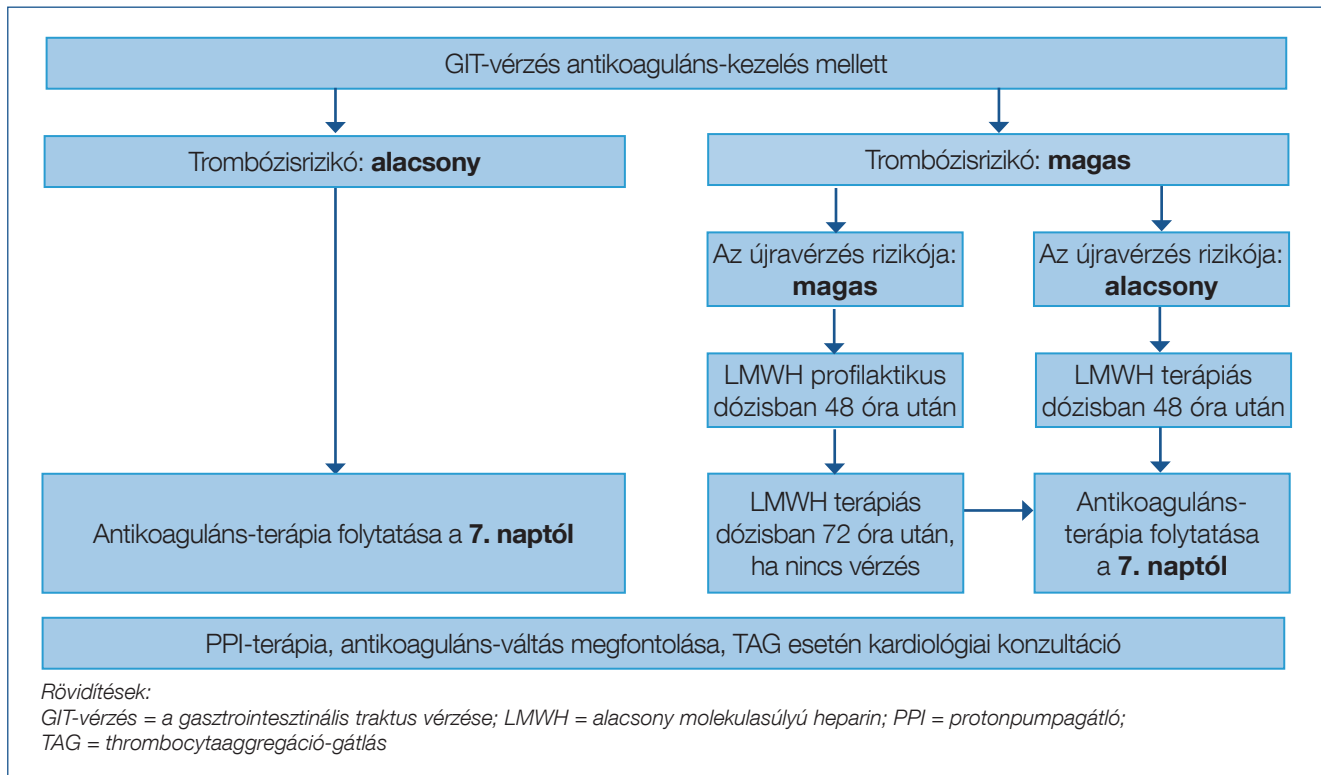 GIT-vérzés antikoaguláns-kezelés mellett
Trombózisrizikó: alacsony
Trombózisrizikó: magas
Az újravérzés rizikója:
magas
Az újravérzés rizikója:
alacsony
LMWH profilaktikus
dózisban 48 óra után
LMWH terápiás
dózisban 48 óra után
Antikoaguláns-terápia folytatása a 7. naptól
LMWH terápiás
dózisban 72 óra után,
ha nincs vérzés
Antikoaguláns-
terápia folytatása
a 7. naptól
PPI-terápia, antikoaguláns-váltás megfontolása, TAG esetén kardiológiai konzultáció
Rövidítések:
GIT-vérzés = a gasztrointesztinális traktus vérzése; LMWH = alacsony molekulasúlyú heparin; PPI = protonpumpagátló;
TAG = thrombocytaaggregáció-gátlás